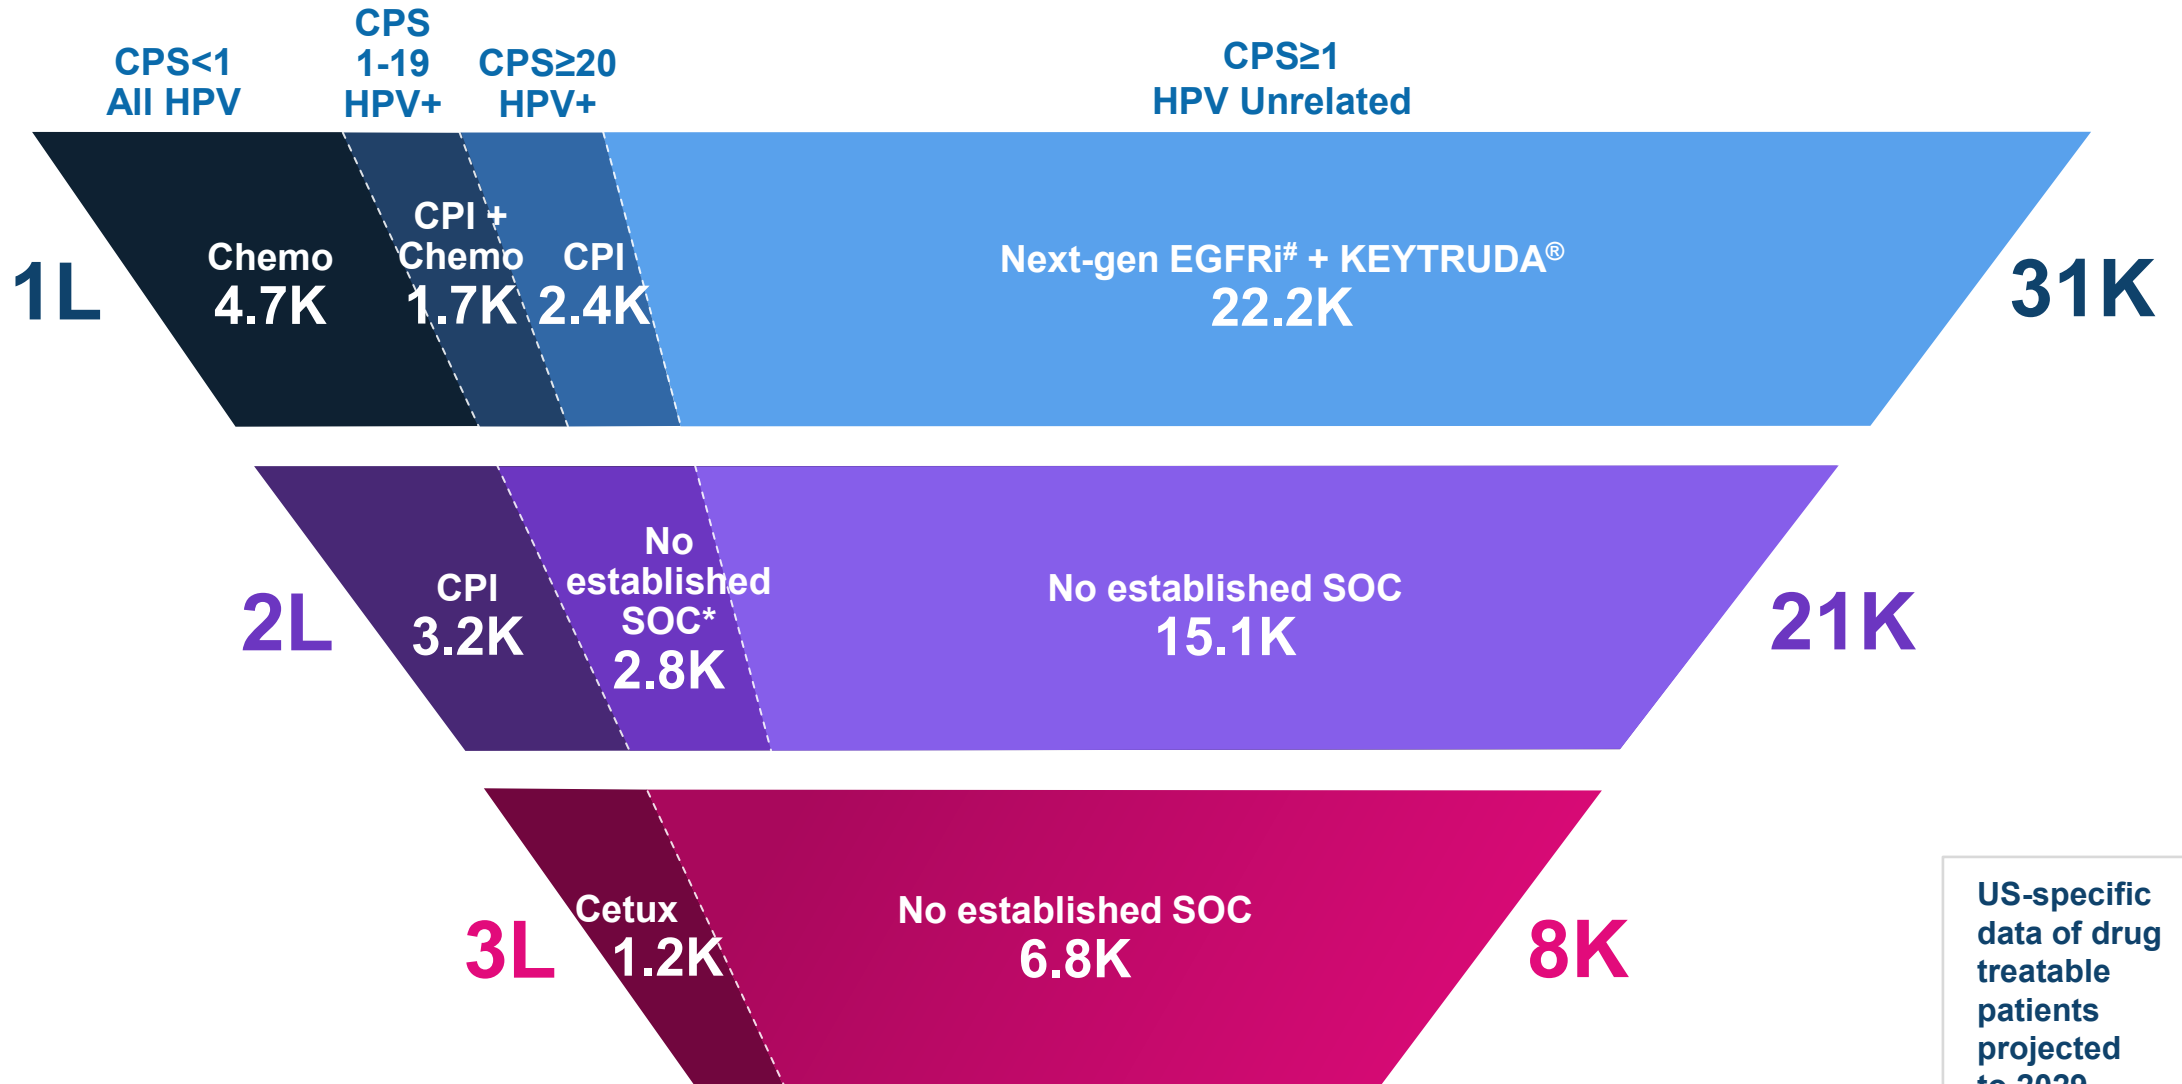 CPS<1
All HPV
CPS
1-19
HPV+
CPS≥20
HPV+
CPS≥1
HPV Unrelated
1L
Chemo
4.7K
CPI +
Chemo
1.7K
CPI
2.4K
Next-gen EGFRi# + KEYTRUDA®
22.2K
31K
2L
CPI
3.2K
No
established
SOC*
2.8K
No established SOC
15.1K
21K
3L
Cetux
1.2K
No established SOC
6.8K
8K
US-specific
data of drug
treatable
patients
projected
to 2029